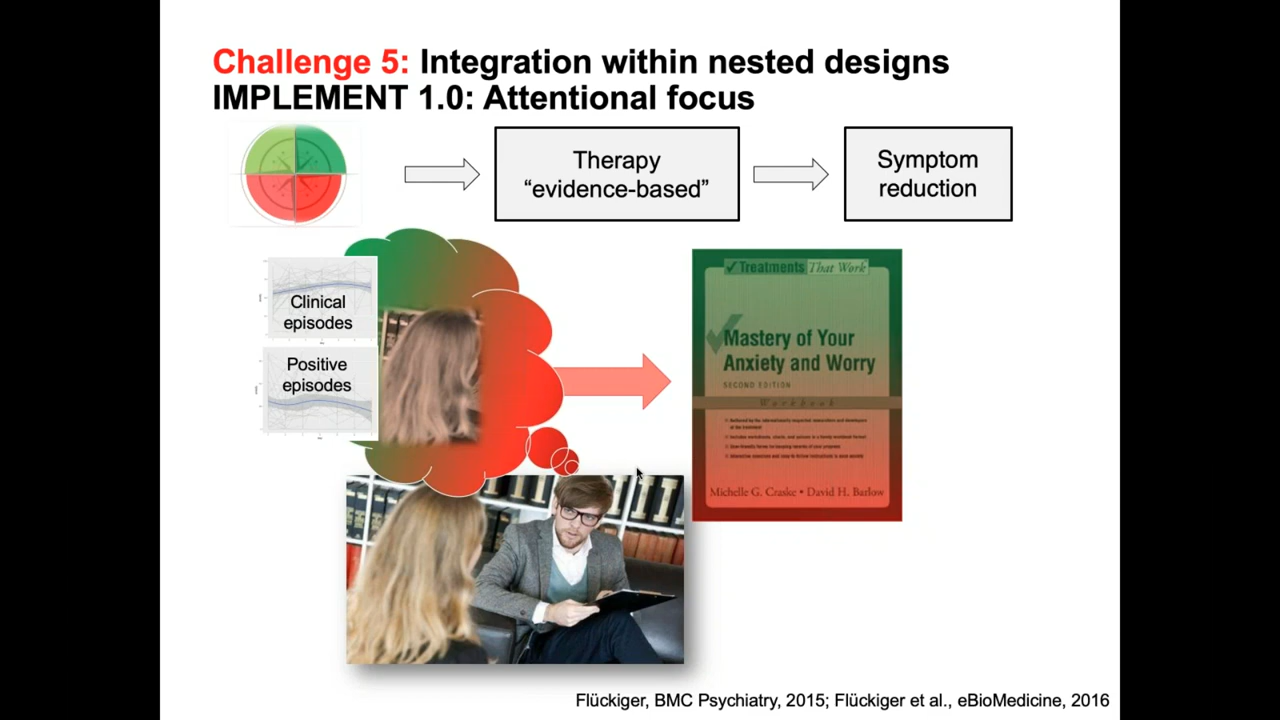 Challenge 5: Integration within nested designs
IMPLEMENT 1.0: Attentional focus
Therapy
“evidence-based”
Symptom
reduction
Clinical
episodes
Positive
episodes
Treatments That Work
Mastery of Your
Anxiety and Worry
SECOND EDITION
Workbook
Michelle G. Craske • David H. Barlow
Flückiger, BMC Psychiatry, 2015; Flückiger et al., eBioMedicine, 2016